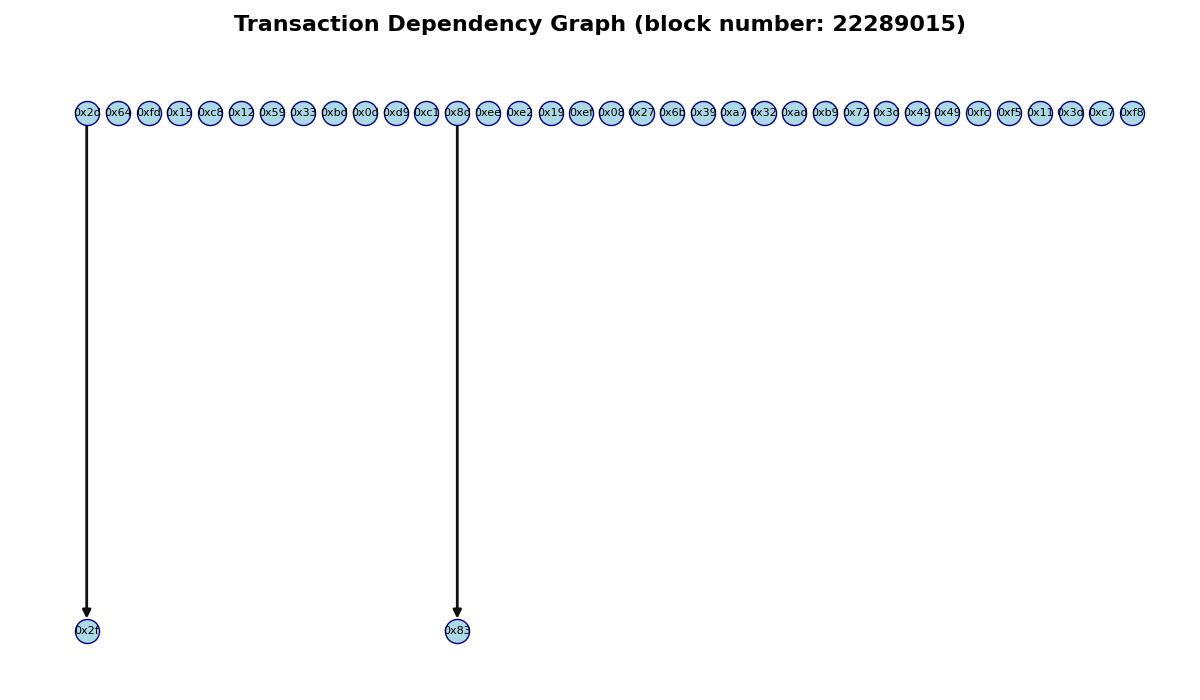 Transaction Dependency Graph (block number: 22289015)
0x2d 0x64 0xfd 0x15 0xc8 0x12 0x59 0x33 0xbd 0x0d 0xd9 0xc1 0x8d 0xee 0xe2 0x19 0xef 0x08 0x27 0x6b 0x39 0xa7 0x32 0xad 0xb9 0x72 0x3d 0x49 0x49 0xfc 0xf5 0x11 0xc7 0xf8
0x2f 0x83